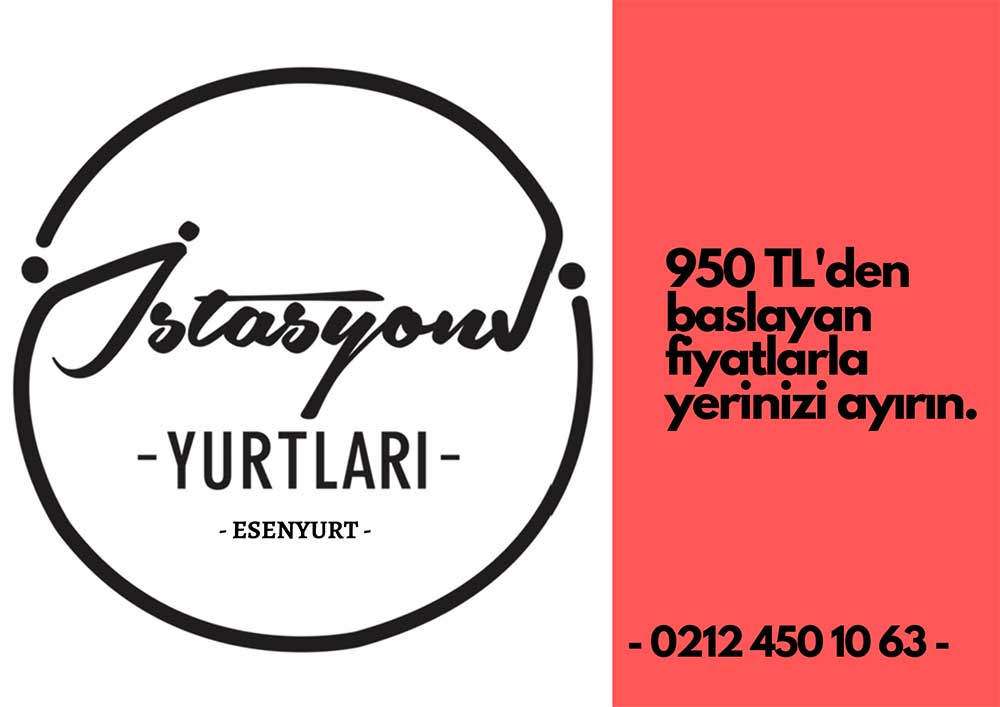 İstasyon
-YURTLARI-
- ESENYURT -
950 TL'den
baslayan
fiyatlarla
yerinizi ayırın.
- 0212 450 10 63 -